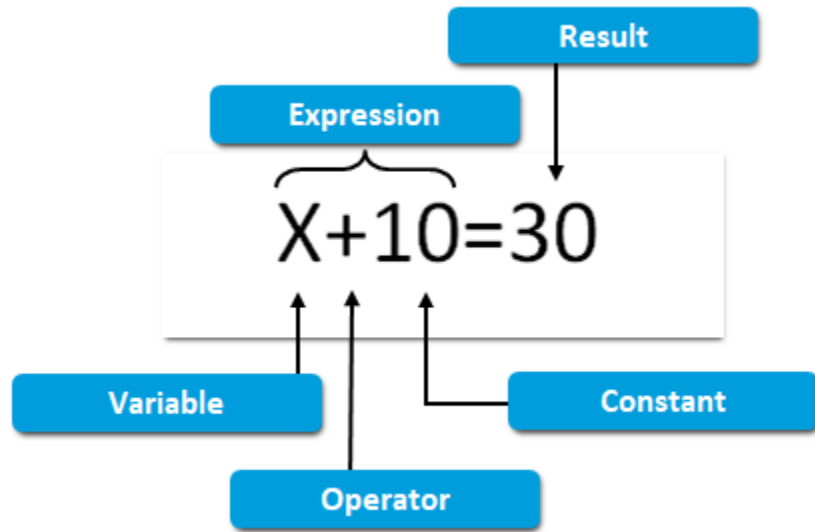 Result
Expression
X+10=30
Variable
Constant
Operator